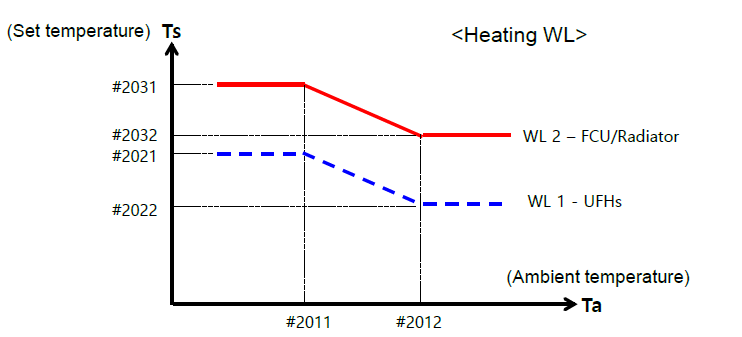 (Set temperature) Ts
<Heating WL>
#2031
#2032
WL 2 – FCU/Radiator
#2021
#2022
WL 1 - UFHs
(Ambient temperature)
Ta
#2011
#2012